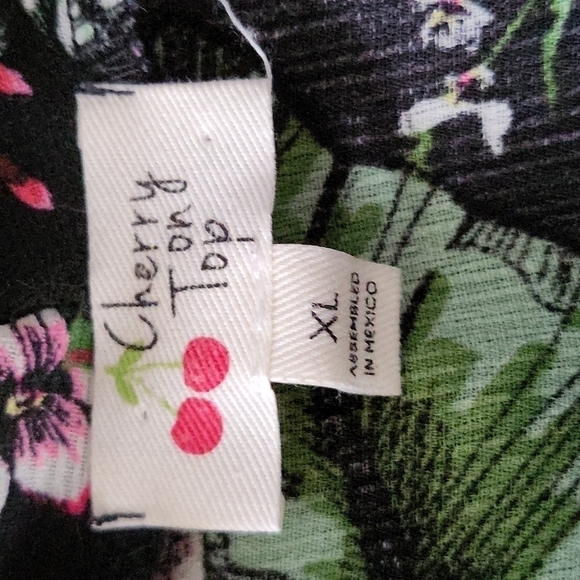 Cherry
on
Top
XL
ASSEMBLED
IN MEXICO